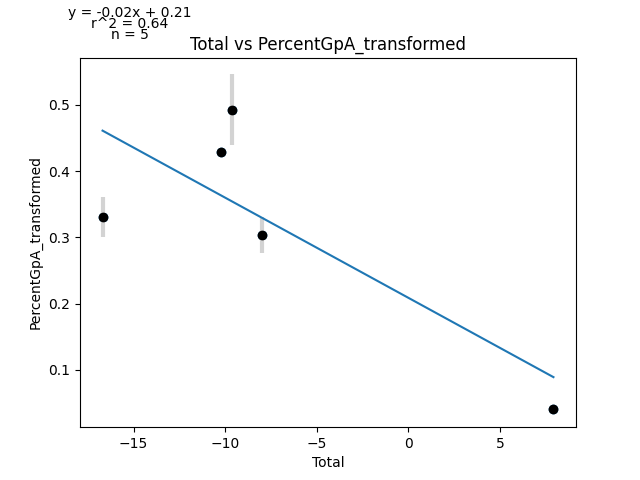 y = -0.02x + 0.21
r^2 = 0.64
n = 5
Total vs PercentGpA_transformed
PercentGpA_transformed
0.5
0.4
0.3
0.2
0.1
−15
−10
−5
0
5
Total